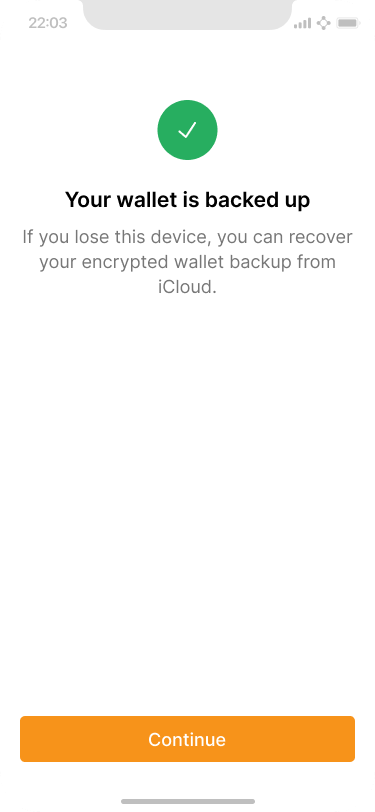 22:03
Your wallet is backed up
If you lose this device, you can recover
your encrypted wallet backup from
iCloud.
Continue